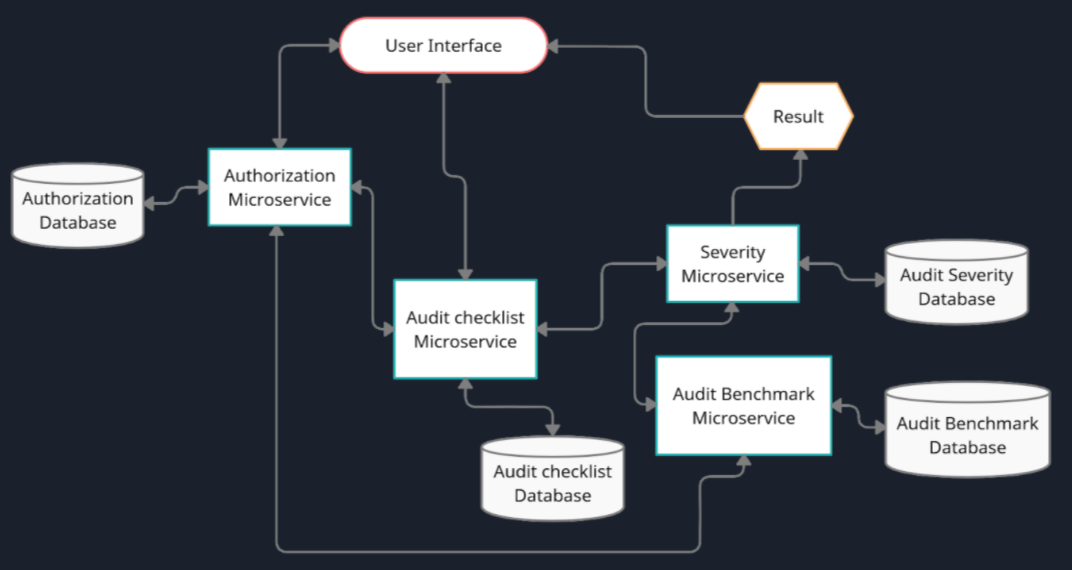 User Interface
Result
Authorization
Microservice
Authorization
Database
Severity
Microservice
Audit Severity
Database
Audit checklist
Microservice
Audit Benchmark
Microservice
Audit Benchmark
Database
Audit checklist
Database